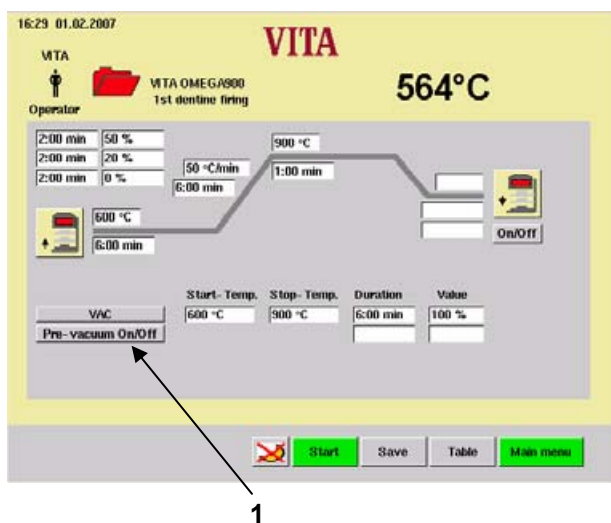 16:29 01.02.2007
VITA
VITA
Operator
VITA OMEGA900
1st dentine firing
564°C
2:00 min 50 %
2:00 min 20 %
2:00 min 0 %
50 °C/min
6:00 min
900 °C
1:00 min
600 °C
6:00 min
On/Off
Start- Temp. Stop- Temp. Duration Value
VAC 600 °C 900 °C 6:00 min 100 %
Pre- vacuum On/Off
Start Save Table Main menu
1